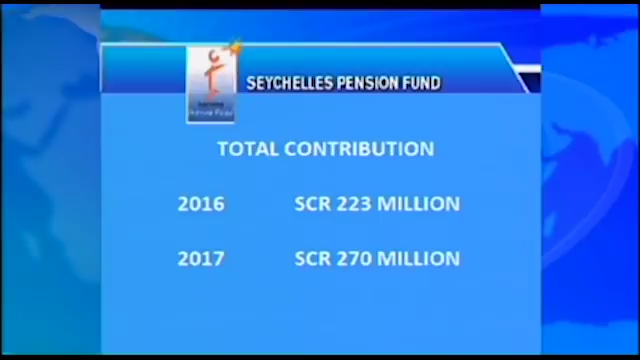 SEYCHELLES PENSION FUND
TOTAL CONTRIBUTION
2016 SCR 223 MILLION
2017 SCR 270 MILLION